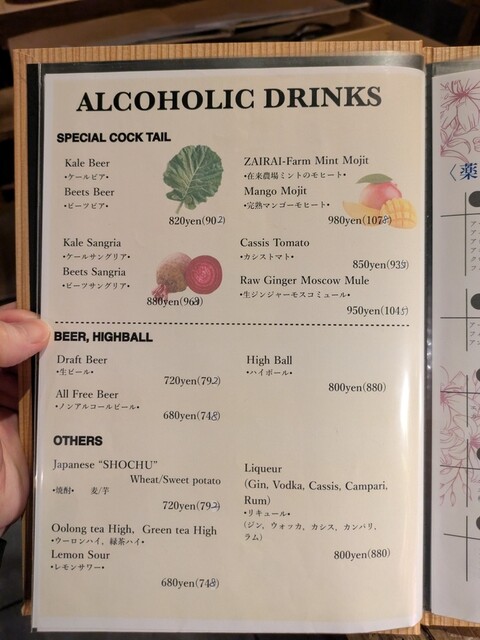 ALCOHOLIC DRINKS
SPECIAL COCK TAIL
Kale Beer
•ケールビア•
Beets Beer
•ビーツビア•
820yen(902)
ZAIRAI-Farm Mint Mojit
•在来農場ミントのモヒート•
Mango Mojit
•完熟マンゴーモヒート•
980yen(1078)
Kale Sangria
•ケールサングリア•
Beets Sangria
•ビーツサングリア•
880yen(968)
Cassis Tomato
•カシストマト•
850yen(935)
Raw Ginger Moscow Mule
•生ジンジャーモスコミュール•
950yen(1045)
BEER, HIGHBALL
Draft Beer
•生ビール•
720yen(792)
All Free Beer
•ノンアルコールビール•
680yen(748)
High Ball
•ハイボール•
800yen(880)
OTHERS
Japanese “SHOCHU”
Wheat/Sweet potato
•焼酎• 麦/芋
720yen(792)
Oolong tea High, Green tea High
•ウーロンハイ、緑茶ハイ•
Lemon Sour
•レモンサワー•
680yen(748)
Liqueur
(Gin, Vodka, Cassis, Campari,
Rum)
•リキュール•
(ジン、ウォッカ、カシス、カンパリ、
ラム)
800yen(880)
〈薬